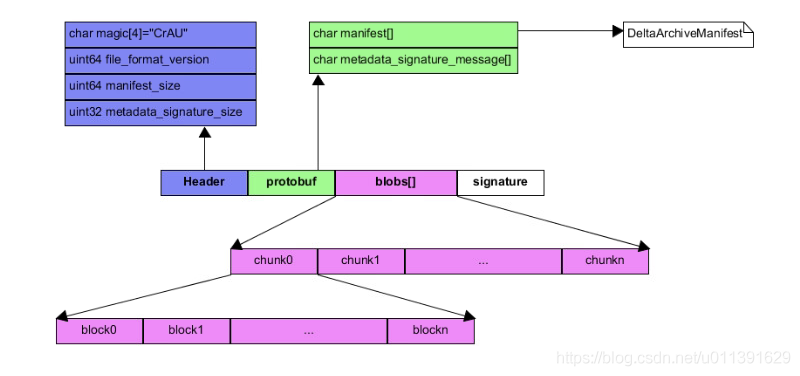 char magic[4]="CrAU"
uint64 file_format_version
uint64 manifest_size
uint32 metadata_signature_size
char manifest[]
char metadata_signature_message[]
DeltaArchiveManifest
Header protobuf blobs[] signature
chunk0 chunk1 ... chunkn
block0 block1 ... blockn
https://blog.csdn.net/u011391629